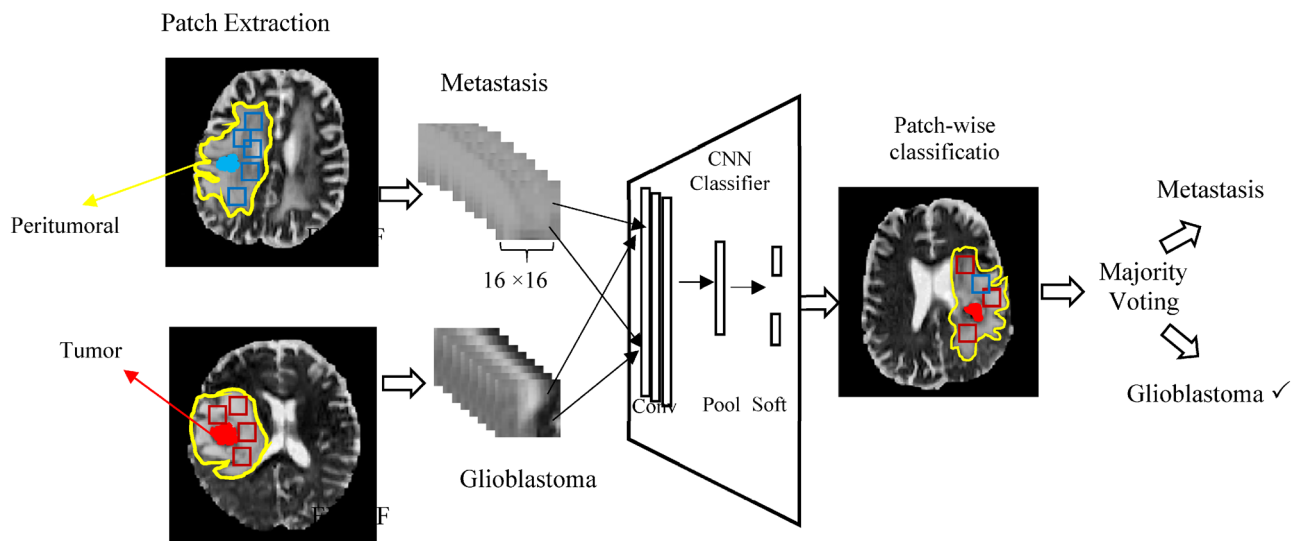 Patch Extraction
Metastasis
Peritumoral
16 ×16
Tumor
Glioblastoma
CNN
Classifier
Conv
Pool
Soft
Patch-wise
classificatio
Majority
Voting
Metastasis
Glioblastoma ✓